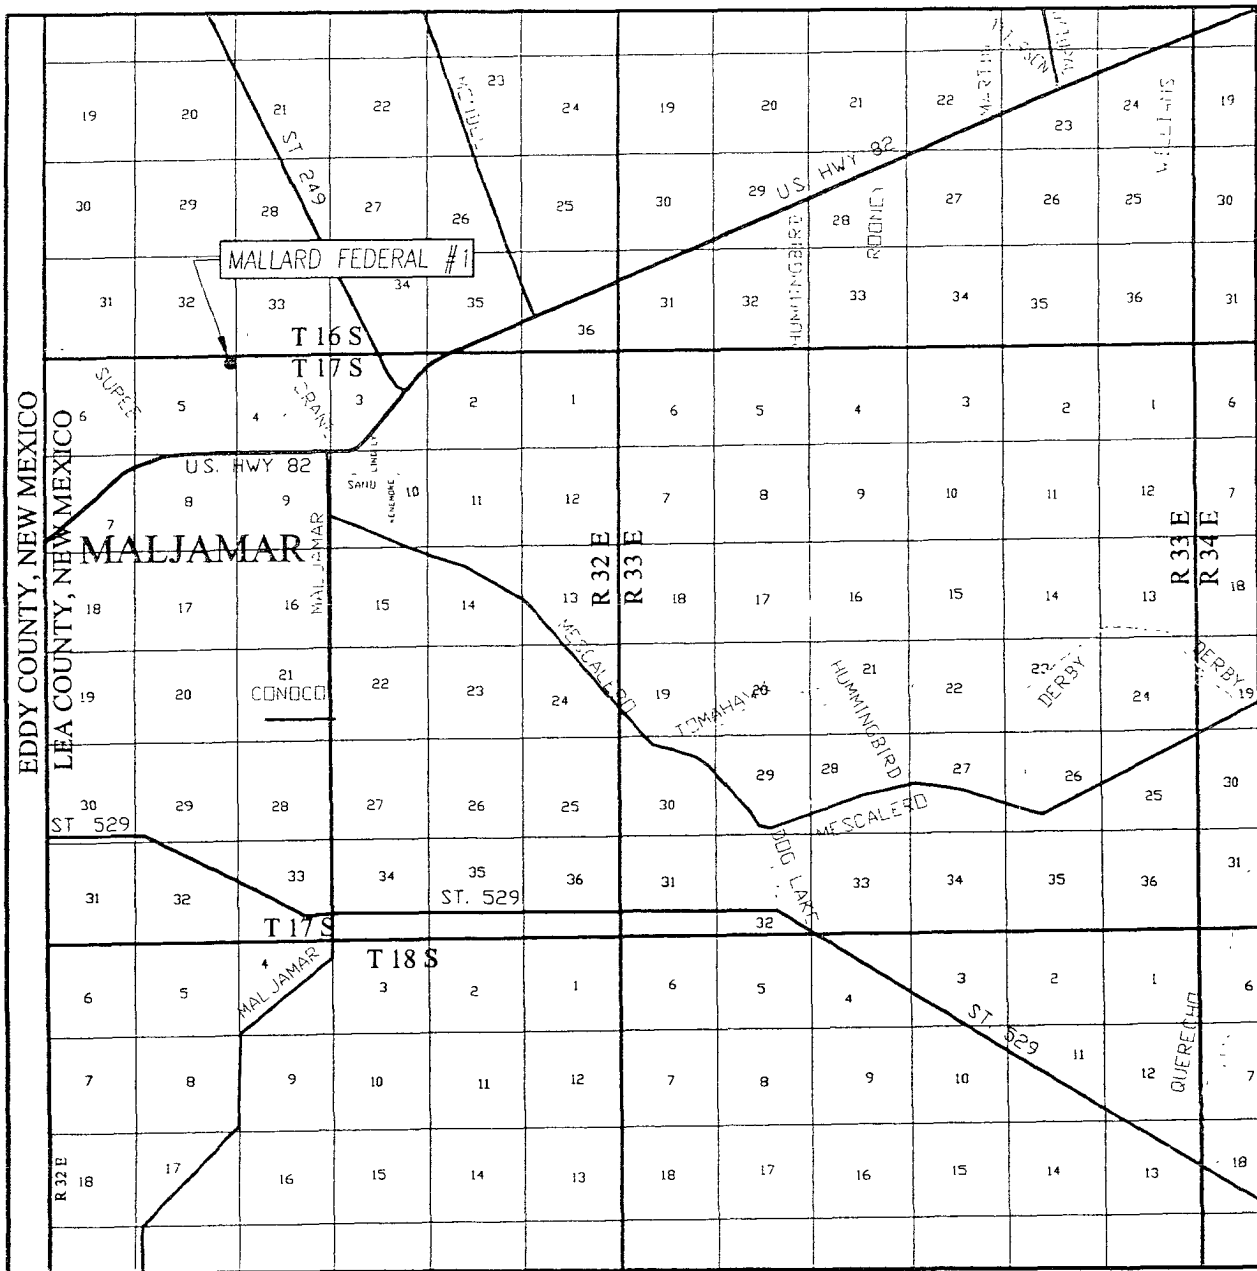 23
19 20 21 22 24 19 20 21 22 23 24 19
ST 249
U.S. HWY 82
MARTIN
WILLIAMS
30 29 28 27 26 25 30 29 28 27 26 25 30
HUMMINGBIRD
ROONEY
MALLARD FEDERAL #1
31 32 33 34 35 36 31 32 33 34 35 36 31
T 16 S
T 17 S
6 5 4 3 2 1 6 5 4 3 2 1 6
U.S. HWY 82
8 9 10 11 12 7 8 9 10 11 12 7
SAND
7
MALJAMAR
MALJAMAR
R 32 E
R 33 E
R 33 E
R 34 E
EDDY COUNTY, NEW MEXICO
LEA COUNTY, NEW MEXICO
18 17 16 15 14 13 18 17 16 15 14 13 18
MESCALERO
19 20 21 22 23 24 19 20 21 22 23 24 19
CONOCO
TOMAHAWK
HUMMINGBIRD
DERBY
DERBY
30 29 28 27 26 25 30 29 28 27 26 25 30
ST 529
MESCALERO
DOG LAKE
31 32 33 34 35 36 31 32 33 34 35 36 31
ST. 529
T 17 S
T 18 S
6 5 4 3 2 1 6 5 4 3 2 1 6
MALJAMAR
ST. 529
QUERECHO
7 8 9 10 11 12 7 8 9 10 11 12 7
R 32 E
18 17 16 15 14 13 18 17 16 15 14 13 18